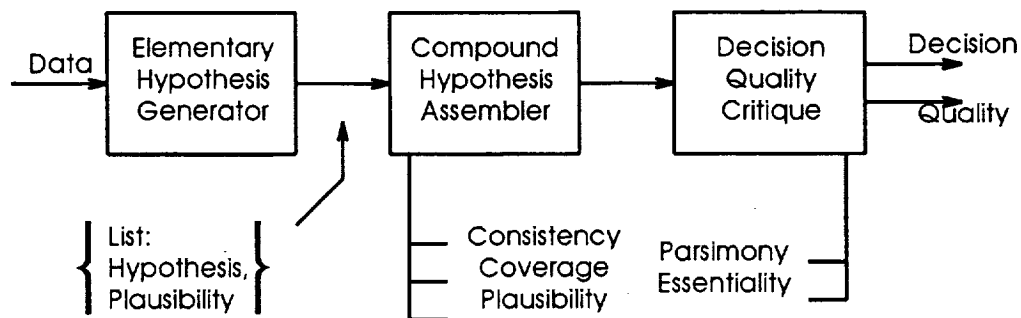 Data
Elementary
Hypothesis
Generator
Compound
Hypothesis
Assembler
Decision
Quality
Critique
Decision
Quality
List:
Hypothesis,
Plausibility
Consistency
Coverage
Plausibility
Parsimony
Essentiality